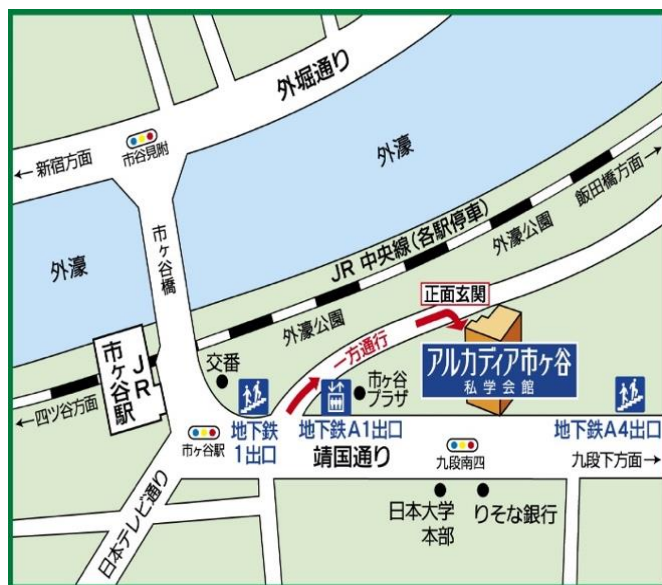 外堀通り
市谷見附
←新宿方面
外濠
飯田橋方面→
外濠
市ヶ谷橋
JR 中央線(各駅停車)
外濠公園
正面玄関
外濠公園
一方通行
アルカディア市ヶ谷
私学会館
JR
市ヶ谷駅
交番
市ヶ谷
プラザ
←四ツ谷方面
地下鉄
1出口
地下鉄A1出口
地下鉄A4出口
市ヶ谷駅
靖国通り
九段南四
九段下方面→
日本テレビ通り
日本大学
本部
りそな銀行